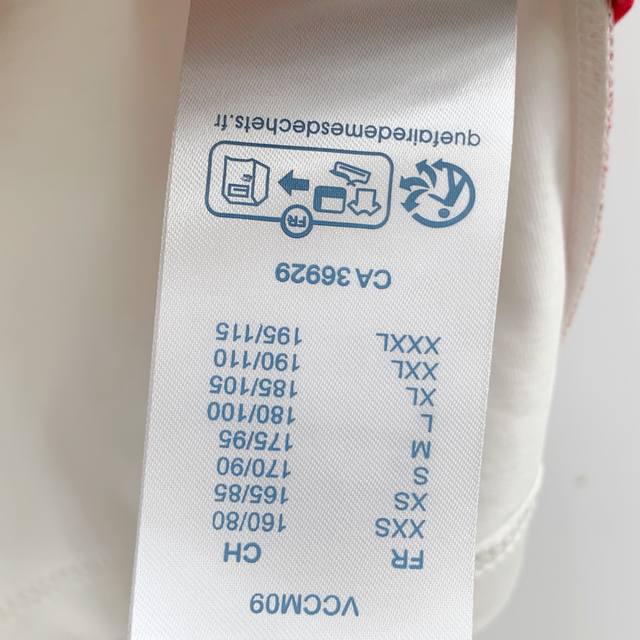 VCCM09
FR CH
XXS 160/80
XS 165/85
S 170/90
M 175/95
L 180/100
XL 185/105
XXL 190/110
XXXL 195/115
CA 36929
FR
quefairedemesdechets.fr